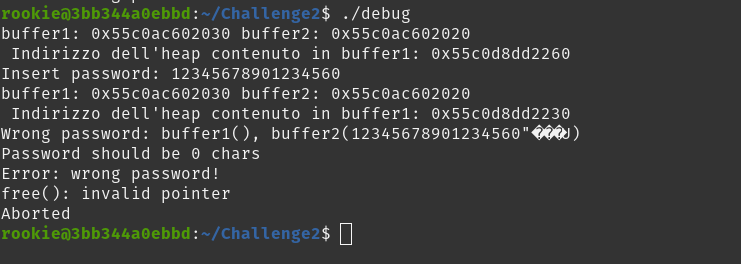 rookie@3bb344a0ebbd:~/Challenge2$ ./debug
buffer1: 0x55c0ac602030 buffer2: 0x55c0ac602020
 Indirizzo dell'heap contenuto in buffer1: 0x55c0d8dd2260
Insert password: 12345678901234560
buffer1: 0x55c0ac602030 buffer2: 0x55c0ac602020
 Indirizzo dell'heap contenuto in buffer1: 0x55c0d8dd2230
Wrong password: buffer1(), buffer2(12345678901234560"���U)
Password should be 0 chars
Error: wrong password!
free(): invalid pointer
Aborted
rookie@3bb344a0ebbd:~/Challenge2$